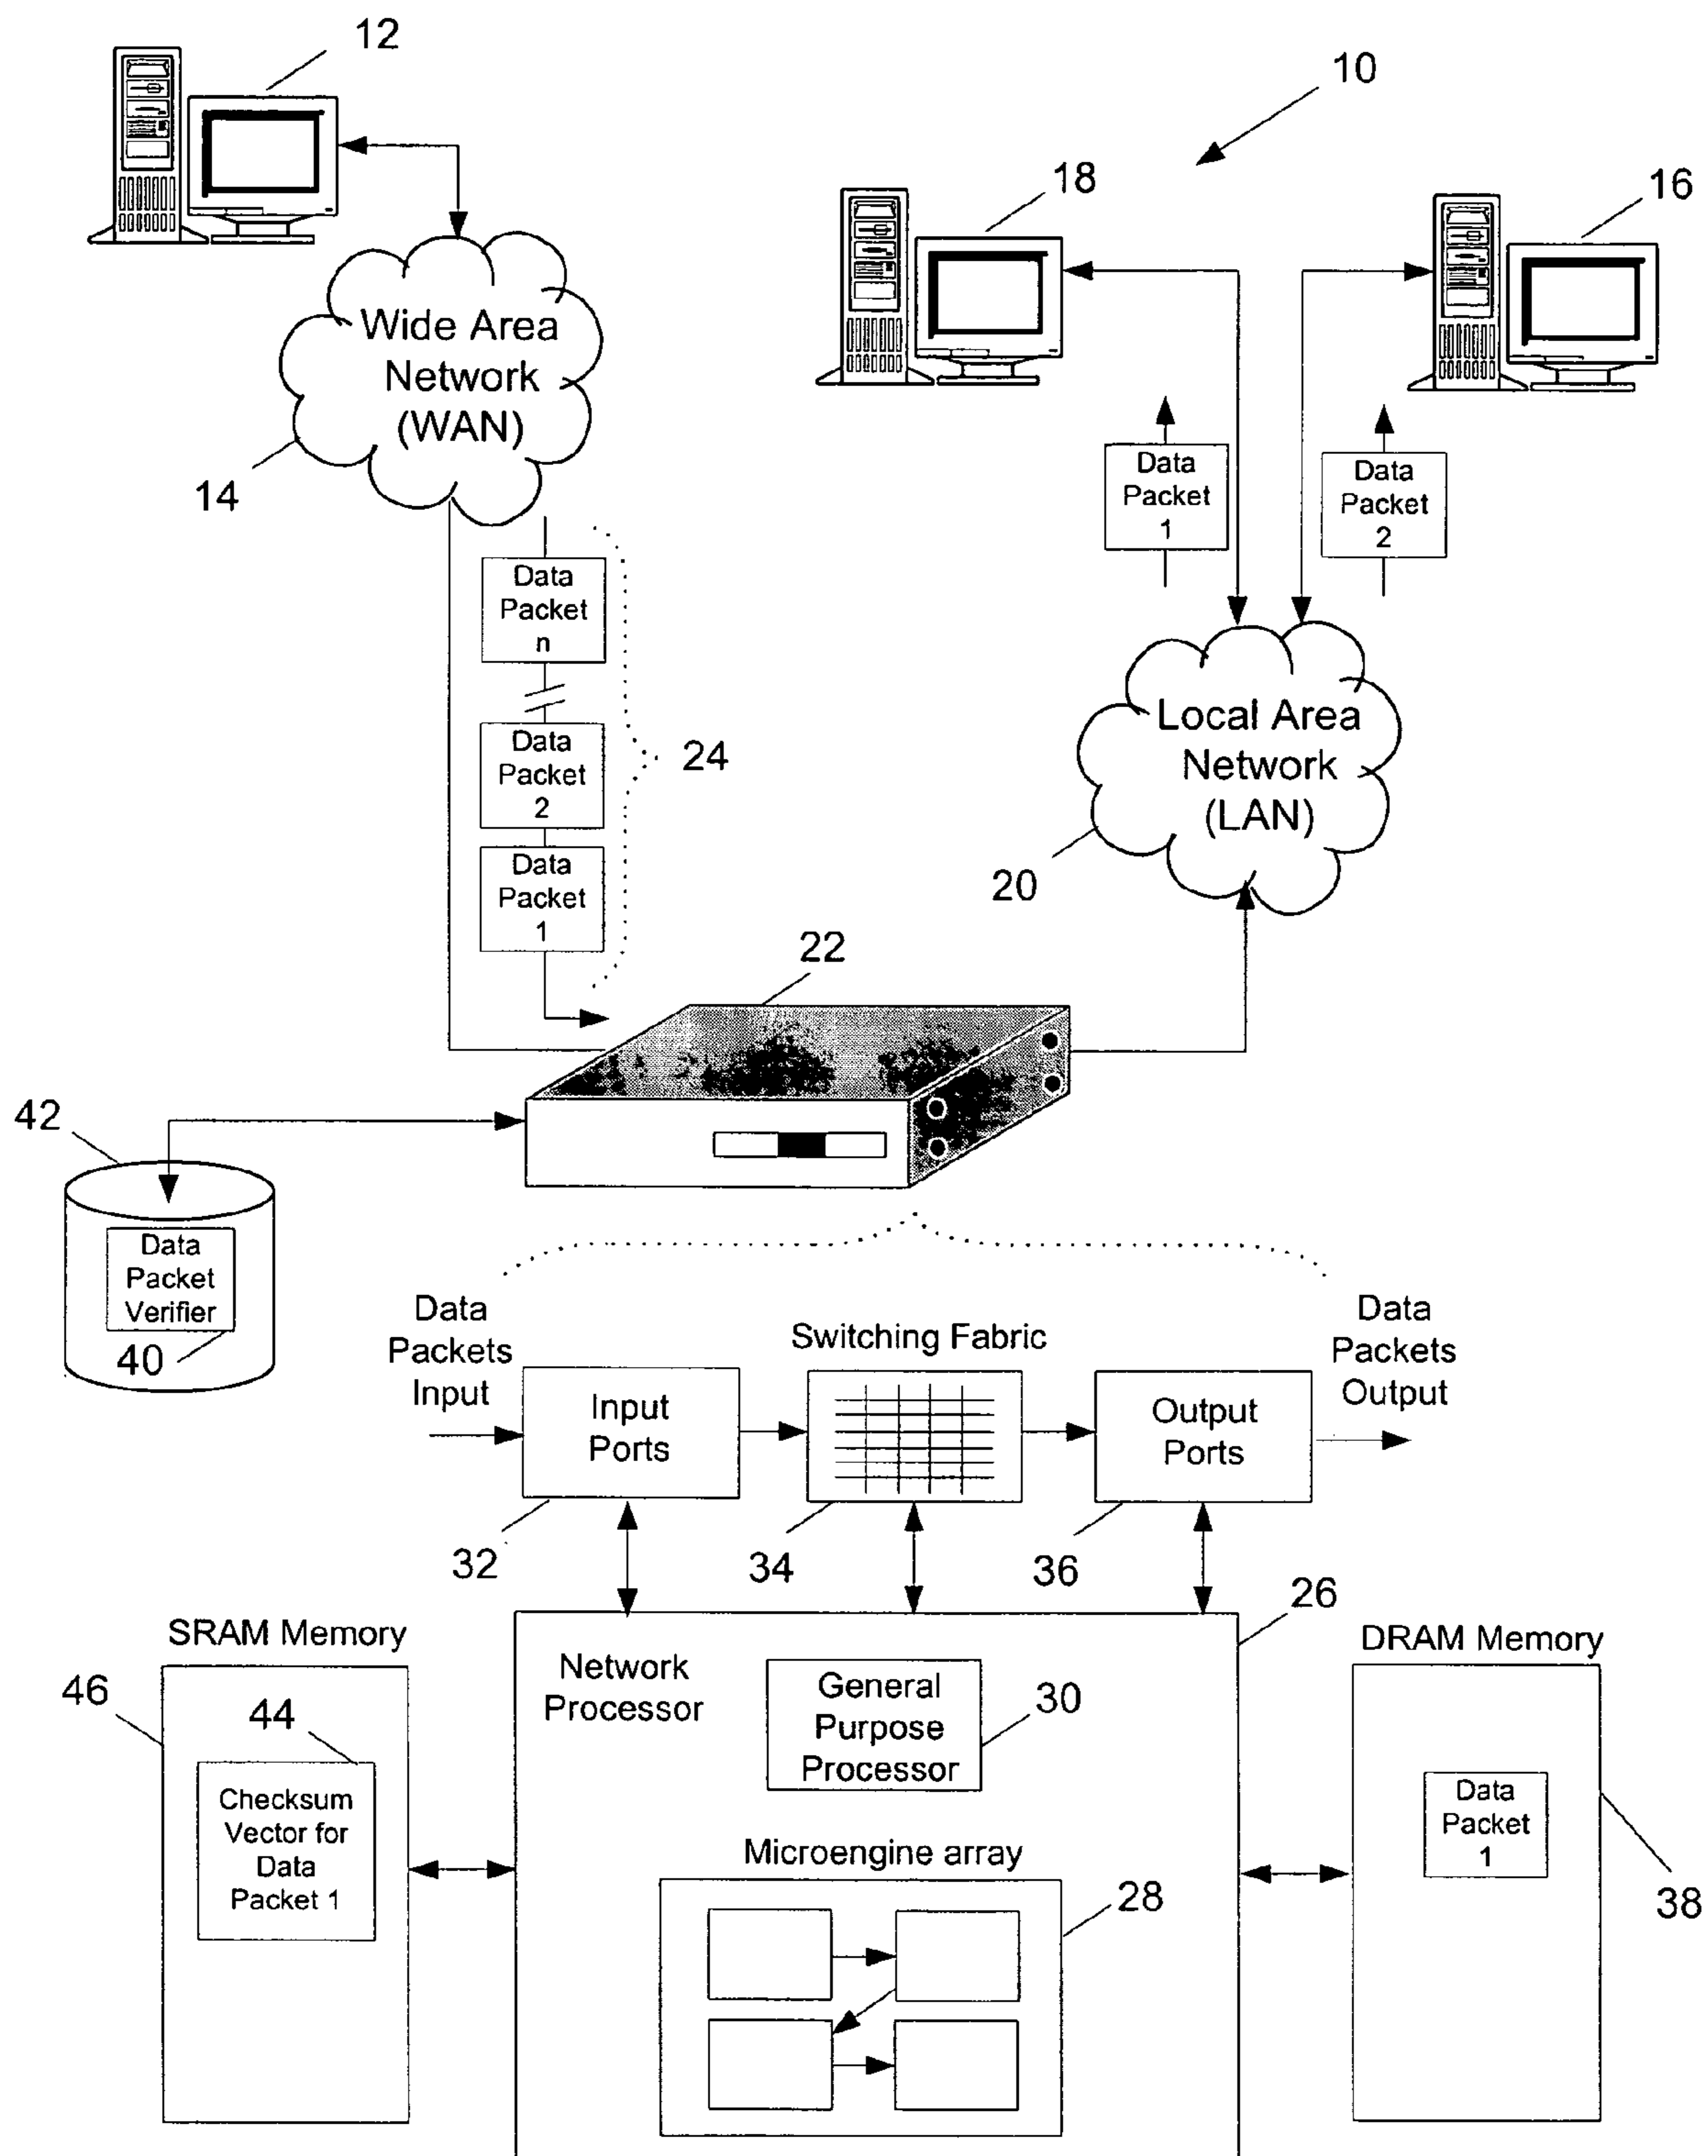 12
10
18
16
Wide Area
Network
(WAN)
14
Data
Packet
1
Data
Packet
2
Data
Packet
n
Data
Packet
2
Data
Packet
1
24
Local Area
Network
(LAN)
20
22
42
Data
Packet
Verifier
40
Data
Packets
Input
Switching Fabric
Data
Packets
Output
Input
Ports
Output
Ports
32
34
36
26
SRAM Memory
DRAM Memory
46
44
Checksum
Vector for
Data
Packet 1
Network
Processor
General
Purpose
Processor
30
Data
Packet
1
38
Microengine array
28